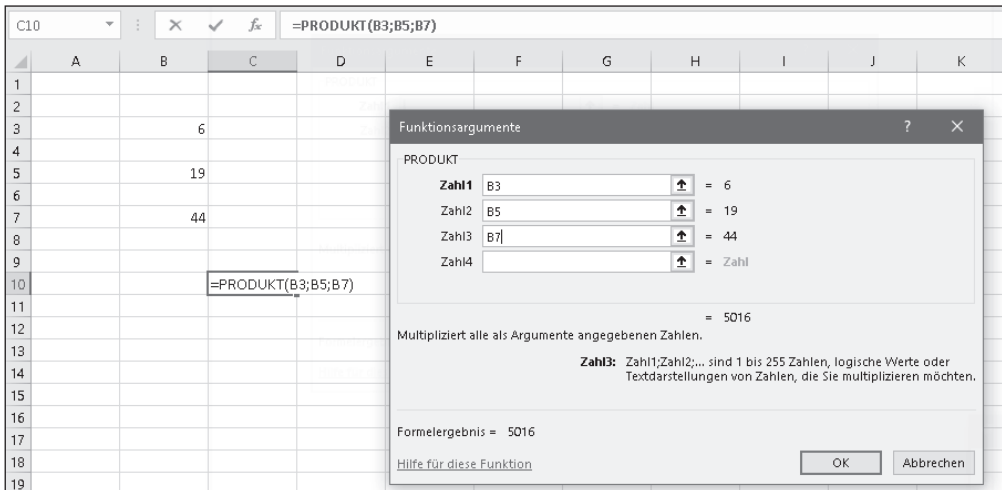 C10 fx =PRODUKT(B3;B5;B7)
A B C D E F G H I J K
1
2
3 6
4
5 19
6
7 44
8
9
10 =PRODUKT(B3;B5;B7)
11
12
13
14
15
16
17
18
19
Funktionsargumente ? ×
PRODUKT
Zahl1 B3 = 6
Zahl2 B5 = 19
Zahl3 B7 = 44
Zahl4 = Zahl
= 5016
Multipliziert alle als Argumente angegebenen Zahlen.
Zahl3: Zahl1;Zahl2;... sind 1 bis 255 Zahlen, logische Werte oder
Textdarstellungen von Zahlen, die Sie multiplizieren möchten.
Formelergebnis = 5016
Hilfe für diese Funktion OK Abbrechen